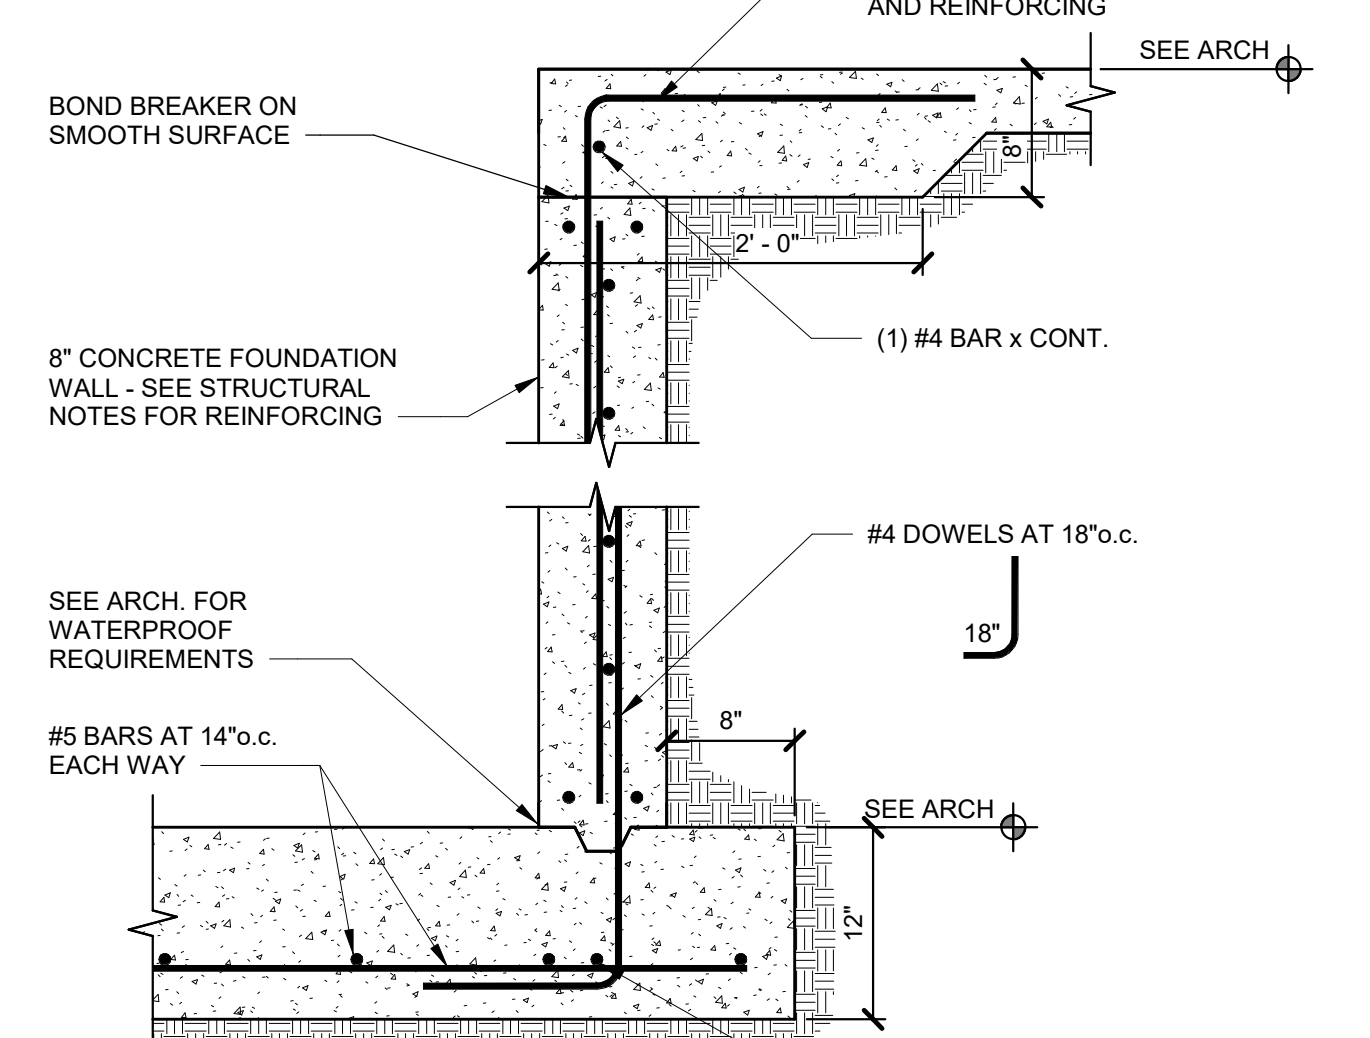 AND REINFORCING
SEE ARCH
BOND BREAKER ON
SMOOTH SURFACE
8"
2' - 0"
(1) #4 BAR x CONT.
8" CONCRETE FOUNDATION
WALL - SEE STRUCTURAL
NOTES FOR REINFORCING
#4 DOWELS AT 18"o.c.
18"
SEE ARCH. FOR
WATERPROOF
REQUIREMENTS
8"
#5 BARS AT 14"o.c.
EACH WAY
SEE ARCH
12"